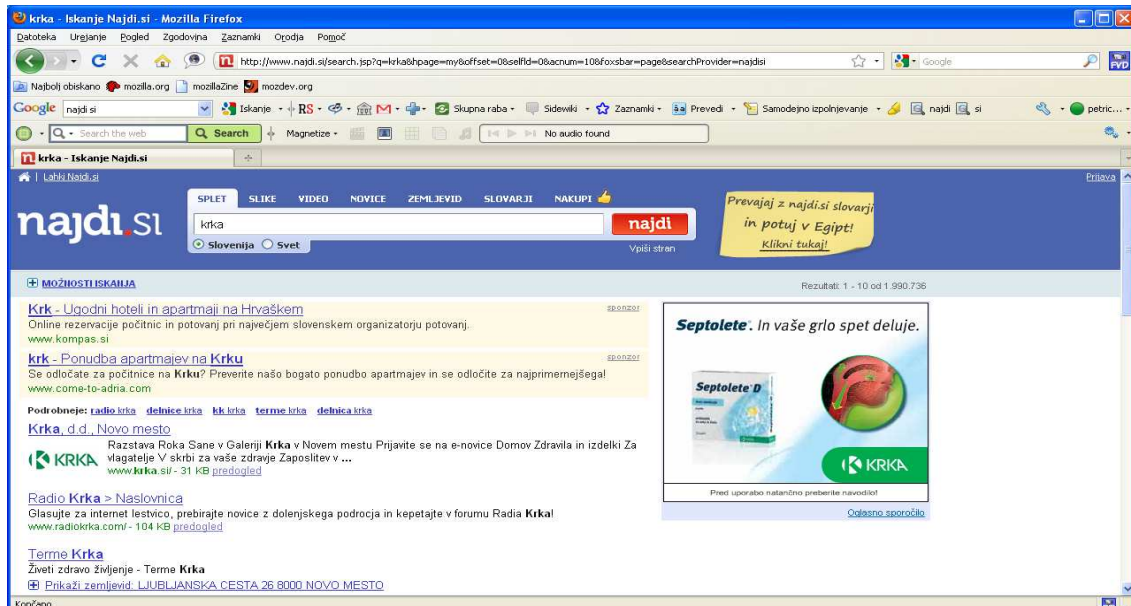 krka - Iskanje Najdi.si - Mozilla Firefox
Datoteka Urejanje Pogled Zgodovina Zaznamki Orodja Pomoč
http://www.najdi.si/search.jsp?q=krka&hpage=my&offset=0&selfId=0&acnum=10&foxsbar=page&searchProvider=najdisi
Google
Najbolj obiskano mozilla.org mozillaZine mozdev.org
Google najdi si Iskanje RS Skupna raba Sidewiki Zaznamki Prevedi Samodejno izpolnjevanje najdi si petric...
Search the web Search Magnetize No audio found
krka - Iskanje Najdi.si
Lahki Najdi.si Prijava
najdi.si
SPLET SLIKE VIDEO NOVICE ZEMLJEVID SLOVARJI NAKUPI
krka najdi
Slovenija Svet Vpiši stran
Prevajaj z najdi.si slovarji
in potuj v Egipt!
Klikni tukaj!
MOŽNOSTI ISKANJA Rezultati: 1 - 10 od 1.990.736
Krk - Ugodni hoteli in apartmaji na Hrvaškem sponzor
Online rezervacije počitnic in potovanj pri največjem slovenskem organizatorju potovanj.
www.kompas.si
krk - Ponudba apartmajev na Krku sponzor
Se odločate za počitnice na Krku? Preverite našo bogato ponudbo apartmajev in se odločite za najprimernejšega!
www.come-to-adria.com
Podrobneje: radio krka delnice krka kk krka terme krka delnica krka
Krka, d.d., Novo mesto
KRKA
Razstava Roka Sane v Galeriji Krka v Novem mestu Prijavite se na e-novice Domov Zdravila in izdelki Za
vlagatelje V skrbi za vaše zdravje Zaposlitev v ...
www.krka.si/ - 31 KB predogled
Radio Krka > Naslovnica
Glasujte za internet lestvico, prebirajte novice z dolenjskega podrocja in kepetajte v forumu Radia Krka!
www.radiokrka.com/ - 104 KB predogled
Terme Krka
Živeti zdravo življenje - Terme Krka
Prikaži zemljevid: LJUBLJANSKA CESTA 26 8000 NOVO MESTO
Septolete. In vaše grlo spet deluje.
Septolete D
KRKA
Pred uporabo natančno preberite navodilo!
Oglasno sporočilo
Končano